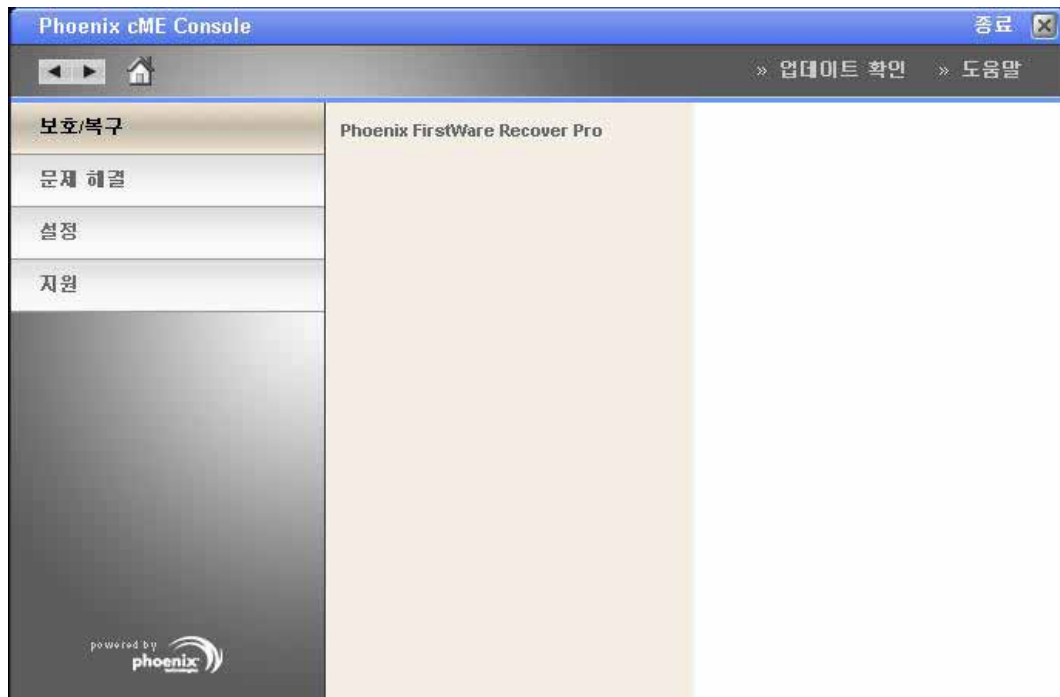 Phoenix cME Console
종료
» 업데이트 확인 » 도움말
보호/복구
Phoenix FirstWare Recover Pro
문제 해결
설정
지원
powered by
phoenix
technologies